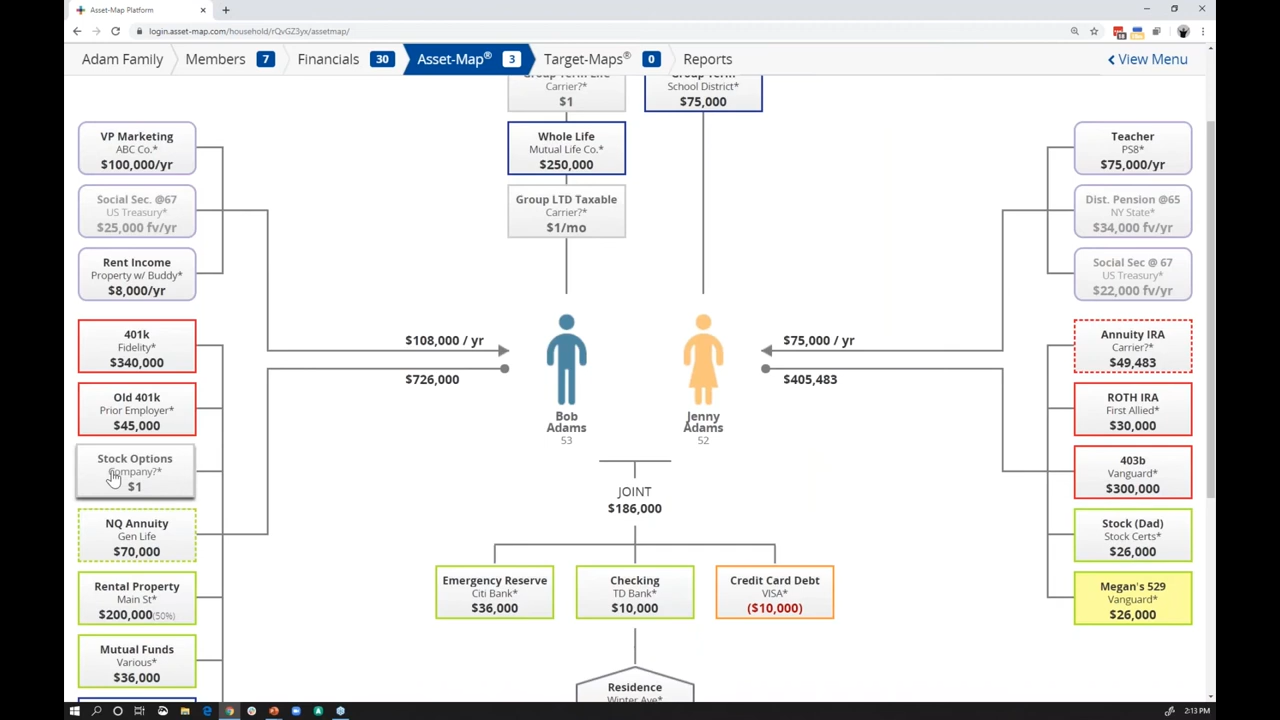 Asset-Map Platform
login.asset-map.com/household/rQvGZ3yx/assetmap/
Adam Family
Members 7
Financials 30
Asset-Map® 3
Target-Maps® 0
Reports
View Menu
Group Term Life
Carrier?*
$1
Group Term
School District*
$75,000
VP Marketing
ABC Co.*
$100,000/yr
Whole Life
Mutual Life Co.*
$250,000
Teacher
PS8*
$75,000/yr
Social Sec. @67
US Treasury*
$25,000 fv/yr
Group LTD Taxable
Carrier?*
$1/mo
Dist. Pension @65
NY State*
$34,000 fv/yr
Rent Income
Property w/ Buddy*
$8,000/yr
Social Sec @ 67
US Treasury*
$22,000 fv/yr
401k
Fidelity*
$340,000
$108,000 / yr
$726,000
$75,000 / yr
$405,483
Annuity IRA
Carrier?*
$49,483
Old 401k
Prior Employer*
$45,000
Bob
Adams
53
Jenny
Adams
52
ROTH IRA
First Allied*
$30,000
Stock Options
Company?*
$1
JOINT
$186,000
403b
Vanguard*
$300,000
NQ Annuity
Gen Life
$70,000
Stock (Dad)
Stock Certs*
$26,000
Rental Property
Main St*
$200,000(50%)
Emergency Reserve
Citi Bank*
$36,000
Checking
TD Bank*
$10,000
Credit Card Debt
VISA*
($10,000)
Megan's 529
Vanguard*
$26,000
Mutual Funds
Various*
$36,000
Residence
Winter Ave*
2:13 PM